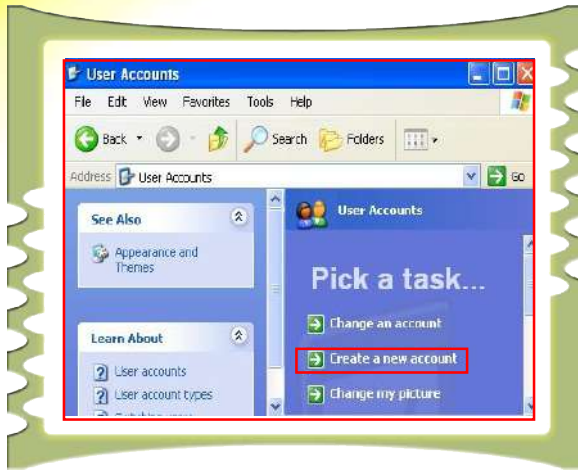 User Accounts
File Edit View Favorites Tools Help
Back Search Folders
Address User Accounts Go
See Also
Appearance and
Themes
Learn About
User accounts
User account types
User Accounts
Pick a task...
Change an account
Create a new account
Change my picture